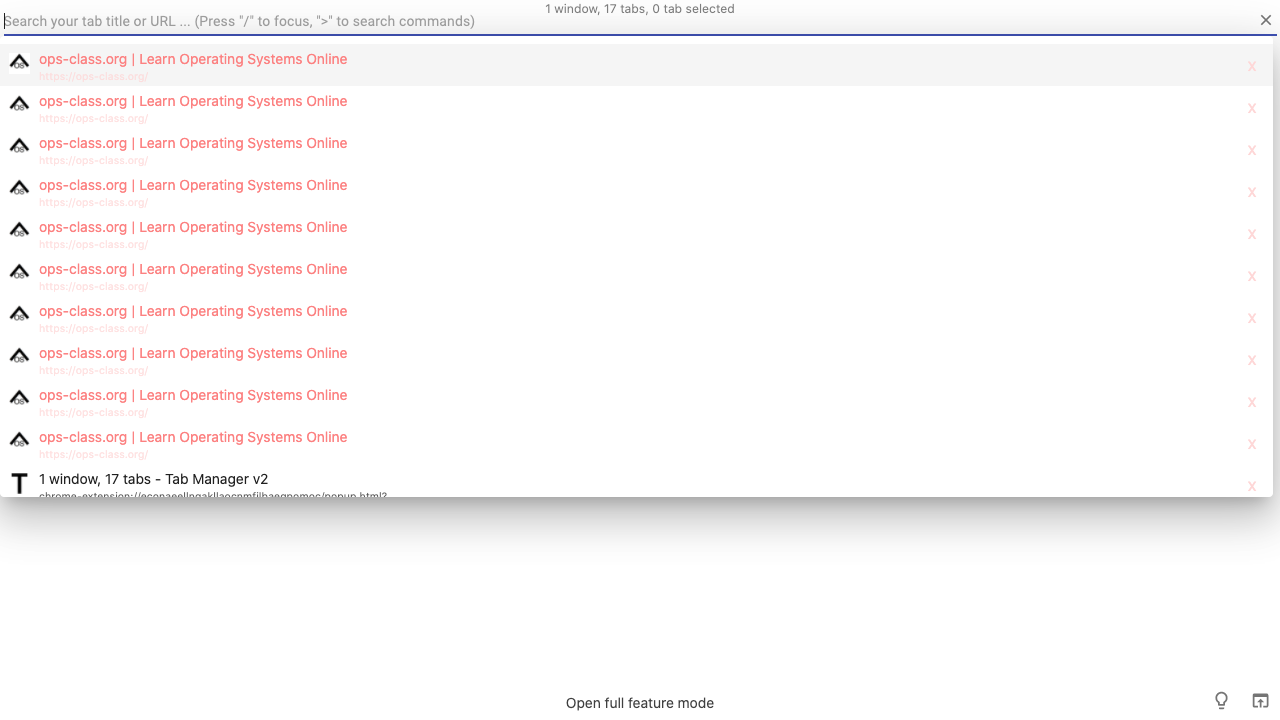 1 window, 17 tabs, 0 tab selected
Search your tab title or URL ... (Press "/" to focus, ">" to search commands)
ops-class.org | Learn Operating Systems Online
https://ops-class.org/
X
ops-class.org | Learn Operating Systems Online
https://ops-class.org/
X
ops-class.org | Learn Operating Systems Online
https://ops-class.org/
X
ops-class.org | Learn Operating Systems Online
https://ops-class.org/
X
ops-class.org | Learn Operating Systems Online
https://ops-class.org/
X
ops-class.org | Learn Operating Systems Online
https://ops-class.org/
X
ops-class.org | Learn Operating Systems Online
https://ops-class.org/
X
ops-class.org | Learn Operating Systems Online
https://ops-class.org/
X
ops-class.org | Learn Operating Systems Online
https://ops-class.org/
X
ops-class.org | Learn Operating Systems Online
https://ops-class.org/
X
T 1 window, 17 tabs - Tab Manager v2
X
Open full feature mode